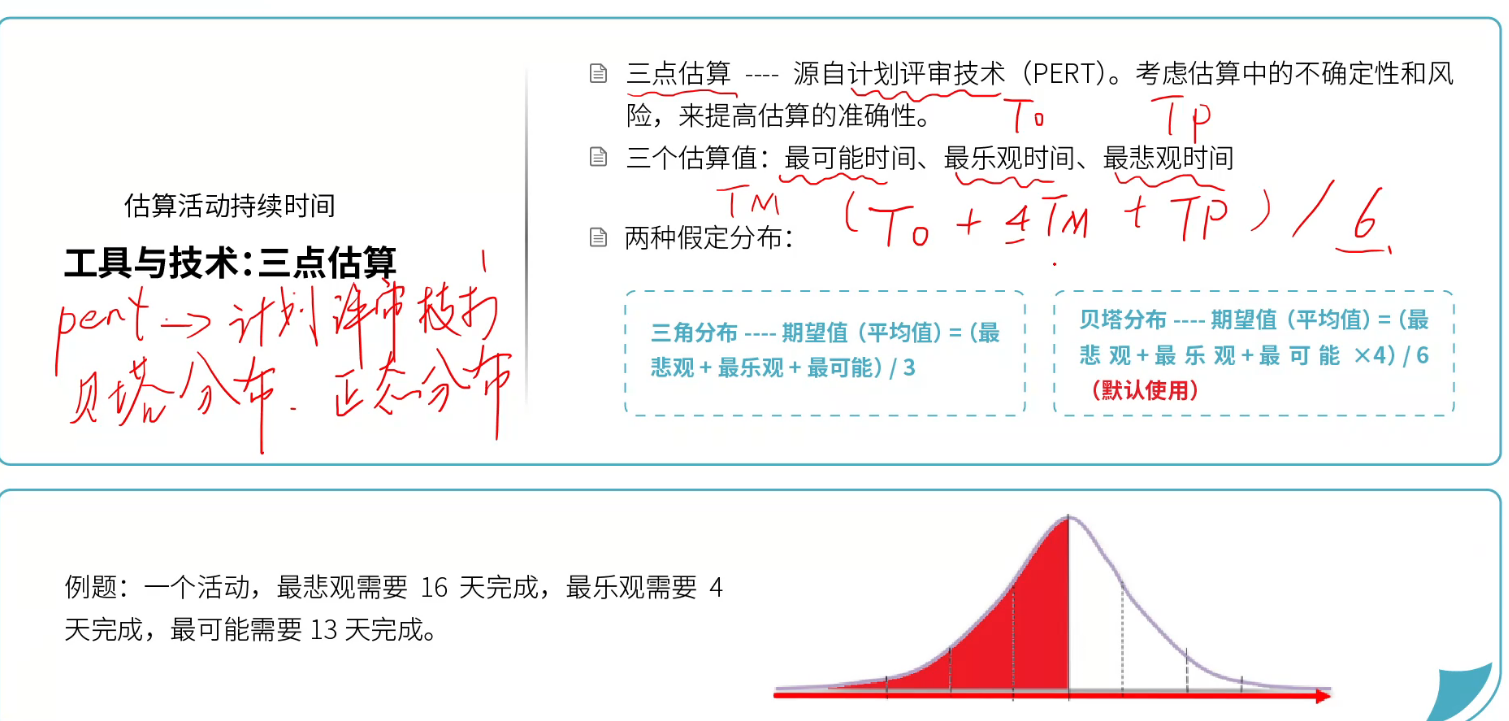 三点估算 ---- 源自计划评审技术（PERT）。考虑估算中的不确定性和风
险，来提高估算的准确性。
To TP
三个估算值：最可能时间、最乐观时间、最悲观时间
TM (To + 4TM + TP) / 6
两种假定分布：
估算活动持续时间
工具与技术：三点估算
pert → 计划评审技术
贝塔分布. 正态分布
三角分布 ---- 期望值（平均值）=（最
悲观 + 最乐观 + 最可能）/ 3
贝塔分布 ---- 期望值（平均值）=（最
悲观 + 最乐观 + 最可能 ×4）/ 6
（默认使用）
例题：一个活动，最悲观需要 16 天完成，最乐观需要 4
天完成，最可能需要 13 天完成。